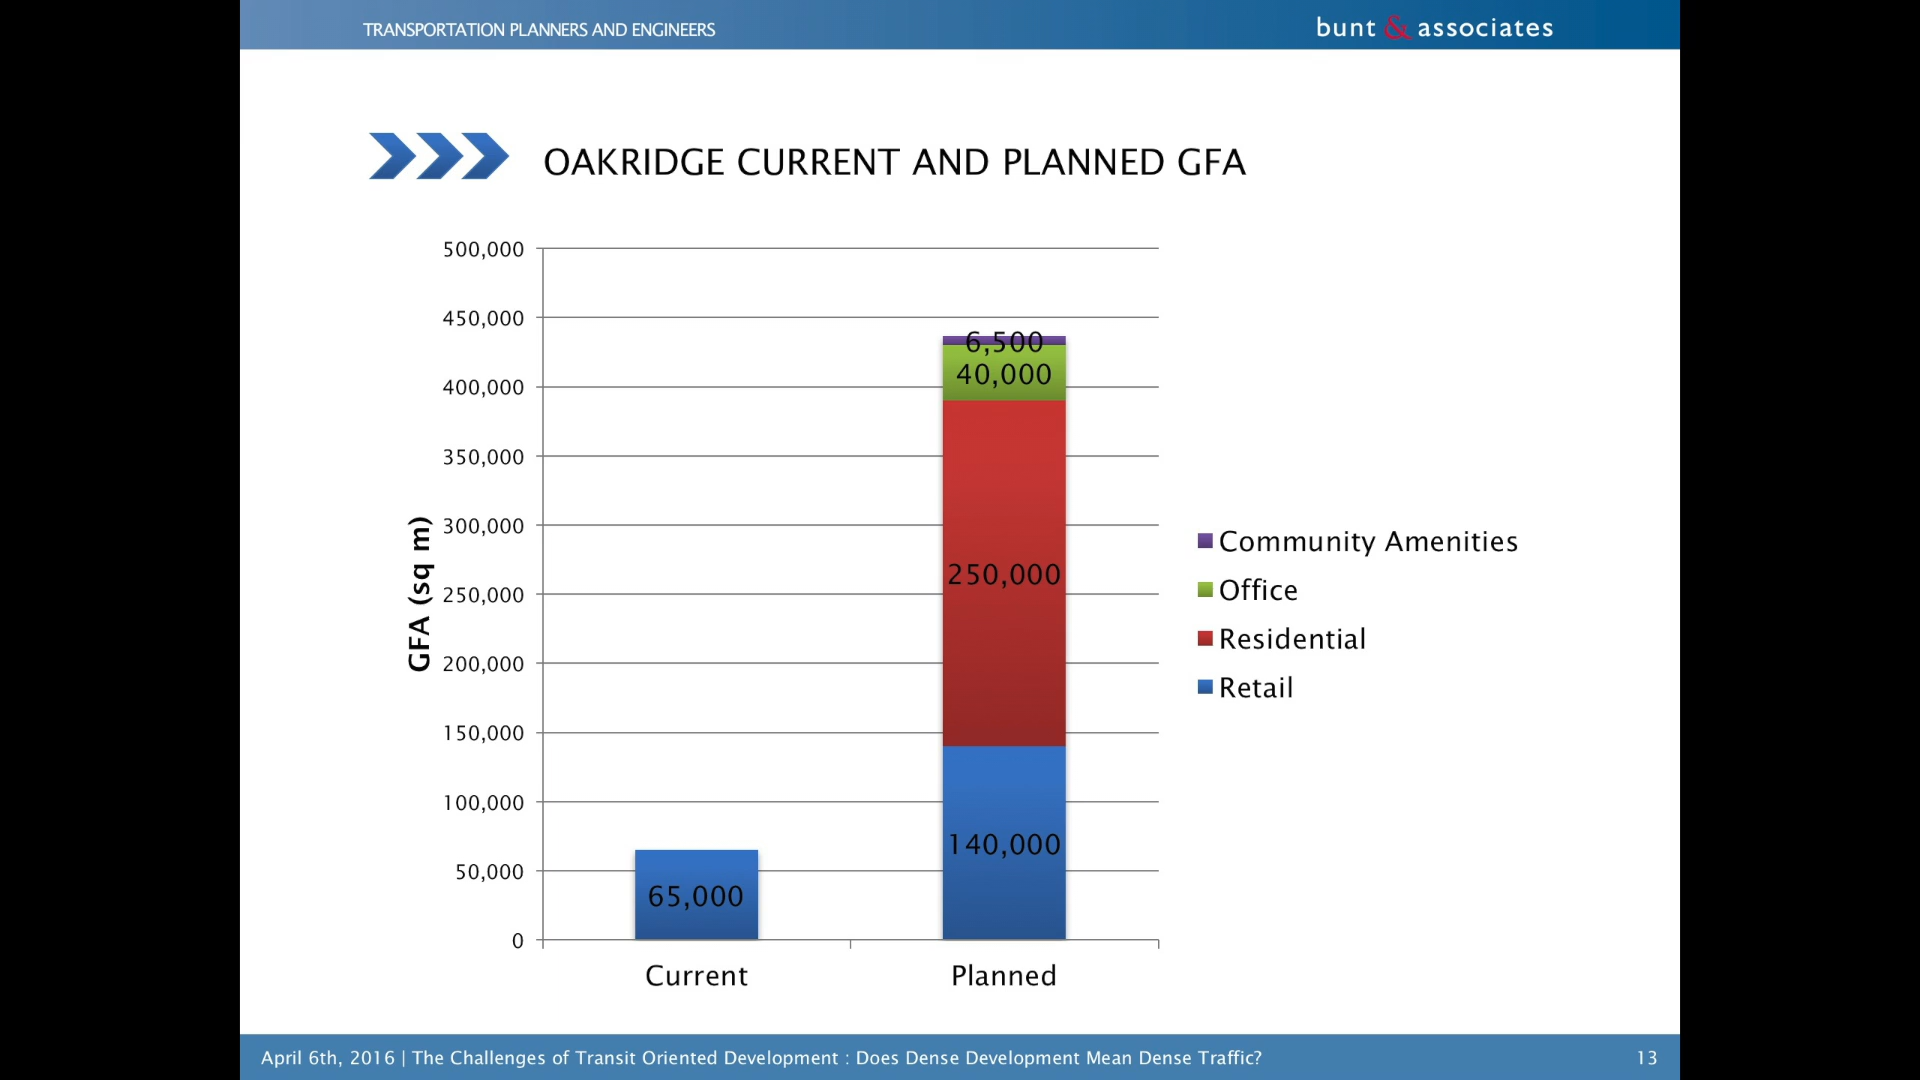 TRANSPORTATION PLANNERS AND ENGINEERS
bunt & associates
OAKRIDGE CURRENT AND PLANNED GFA
500,000
450,000
400,000
350,000
300,000
250,000
200,000
150,000
100,000
50,000
0
GFA (sq m)
6,500
40,000
250,000
140,000
65,000
Current
Planned
Community Amenities
Office
Residential
Retail
April 6th, 2016 | The Challenges of Transit Oriented Development : Does Dense Development Mean Dense Traffic?
13